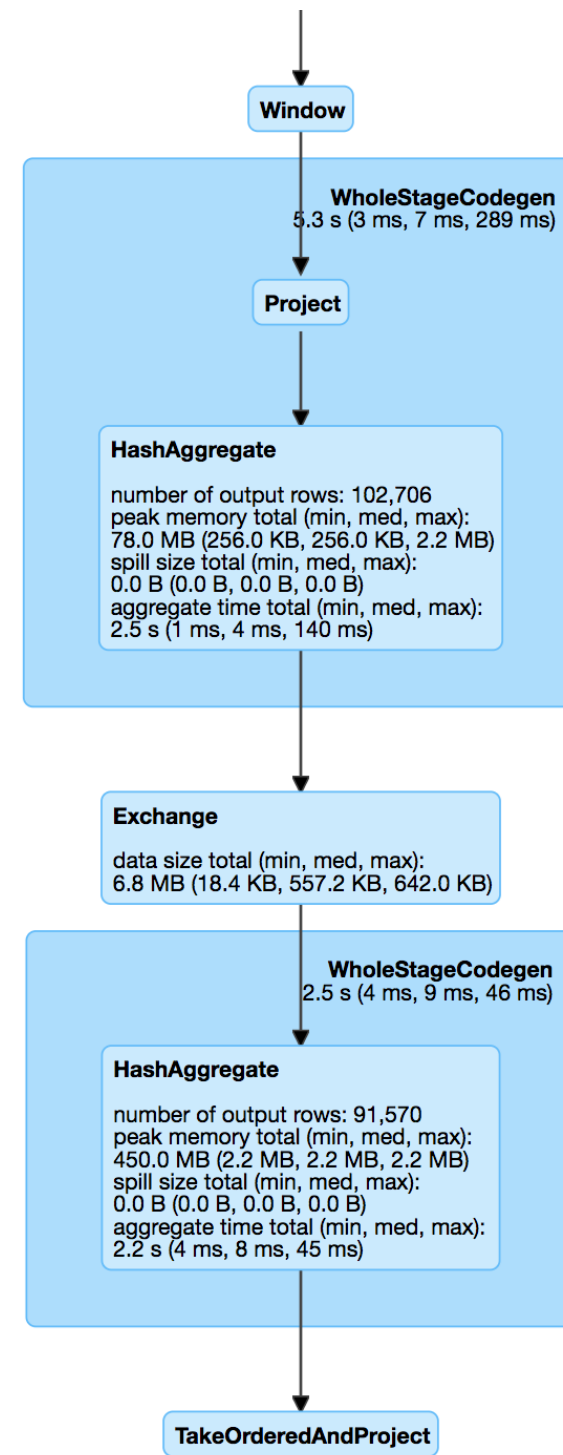 Window
WholeStageCodegen
5.3 s (3 ms, 7 ms, 289 ms)
Project
HashAggregate
number of output rows: 102,706
peak memory total (min, med, max):
78.0 MB (256.0 KB, 256.0 KB, 2.2 MB)
spill size total (min, med, max):
0.0 B (0.0 B, 0.0 B, 0.0 B)
aggregate time total (min, med, max):
2.5 s (1 ms, 4 ms, 140 ms)
Exchange
data size total (min, med, max):
6.8 MB (18.4 KB, 557.2 KB, 642.0 KB)
WholeStageCodegen
2.5 s (4 ms, 9 ms, 46 ms)
HashAggregate
number of output rows: 91,570
peak memory total (min, med, max):
450.0 MB (2.2 MB, 2.2 MB, 2.2 MB)
spill size total (min, med, max):
0.0 B (0.0 B, 0.0 B, 0.0 B)
aggregate time total (min, med, max):
2.2 s (4 ms, 8 ms, 45 ms)
TakeOrderedAndProject